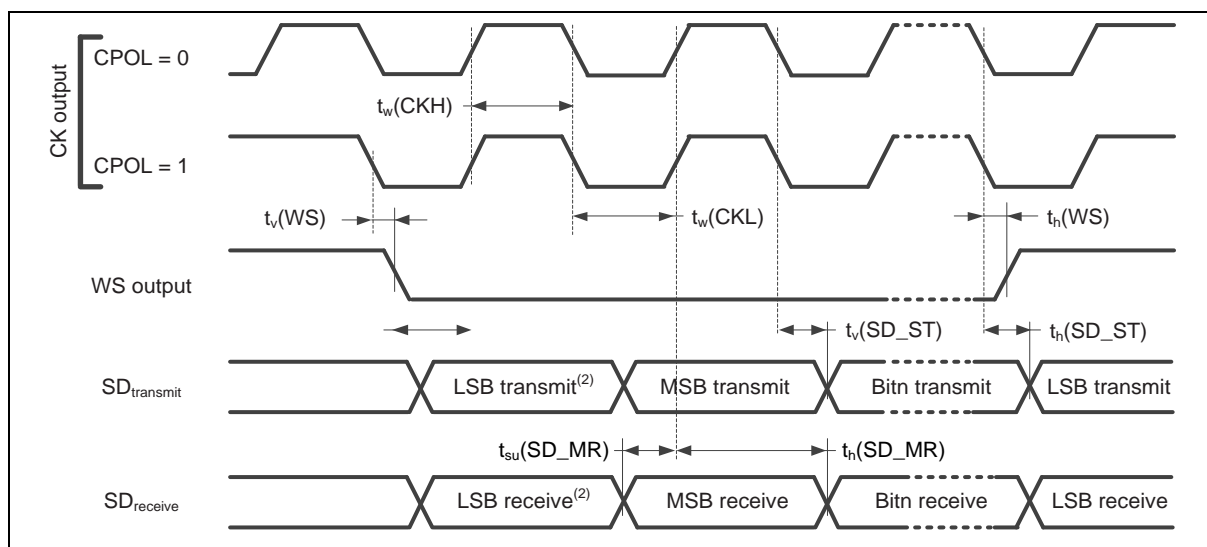 CK output
CPOL = 0
tw(CKH)
CPOL = 1
tv(WS)
tw(CKL)
th(WS)
WS output
tv(SD_ST)
th(SD_ST)
SDtransmit
LSB transmit(2)
MSB transmit
Bitn transmit
LSB transmit
tsu(SD_MR)
th(SD_MR)
SDreceive
LSB receive(2)
MSB receive
Bitn receive
LSB receive